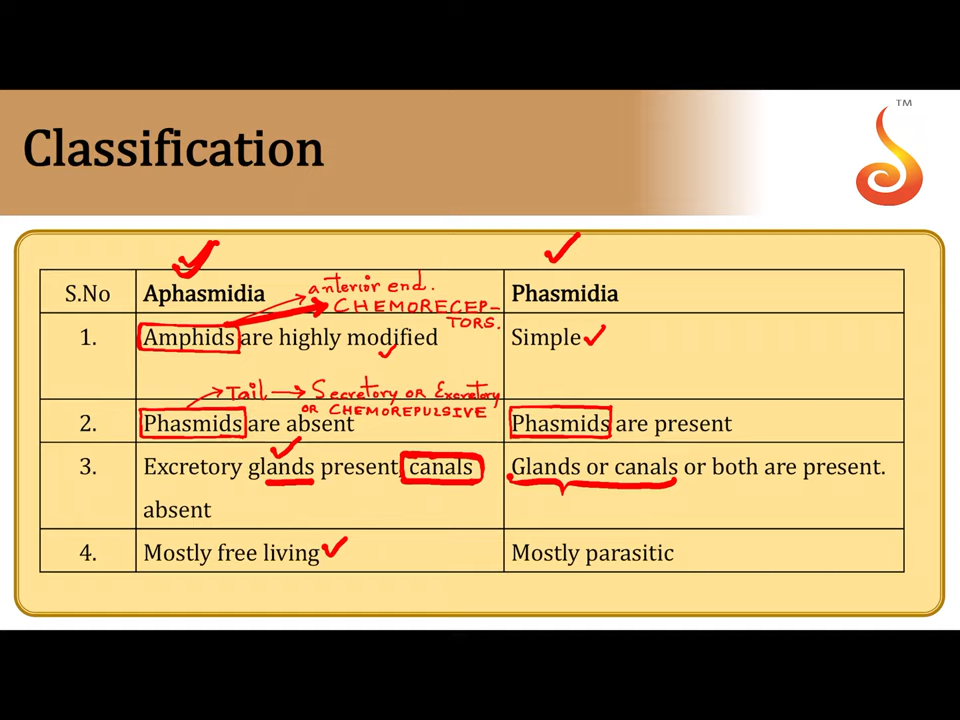 TM
Classification
S.No Aphasmidia Phasmidia
anterior end.
CHEMORECEP-
TORS.
1. Amphids are highly modified Simple
Tail → Secretory or Excretory
OR CHEMOREPULSIVE
2. Phasmids are absent Phasmids are present
3. Excretory glands present, canals Glands or canals or both are present.
absent
4. Mostly free living Mostly parasitic